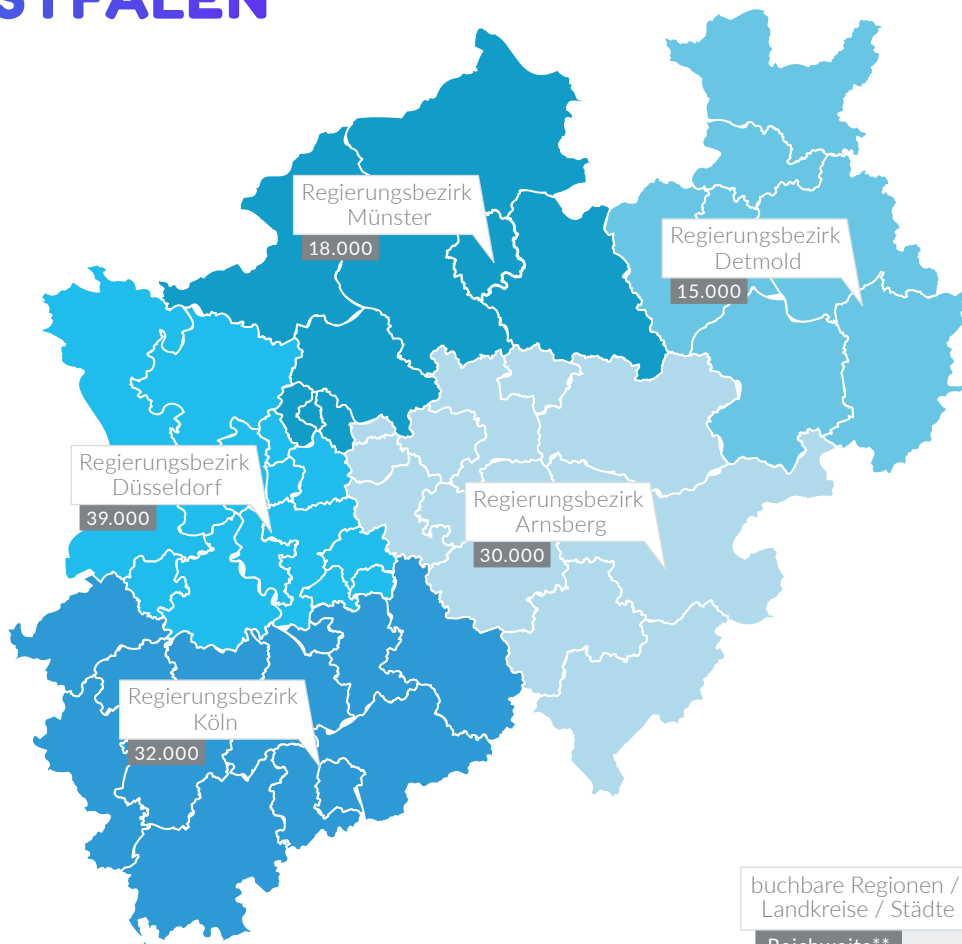 STFALEN
Regierungsbezirk
Münster
18.000
Regierungsbezirk
Detmold
15.000
Regierungsbezirk
Düsseldorf
39.000
Regierungsbezirk
Arnsberg
30.000
Regierungsbezirk
Köln
32.000
buchbare Regionen /
Landkreise / Städte
Reichweite**